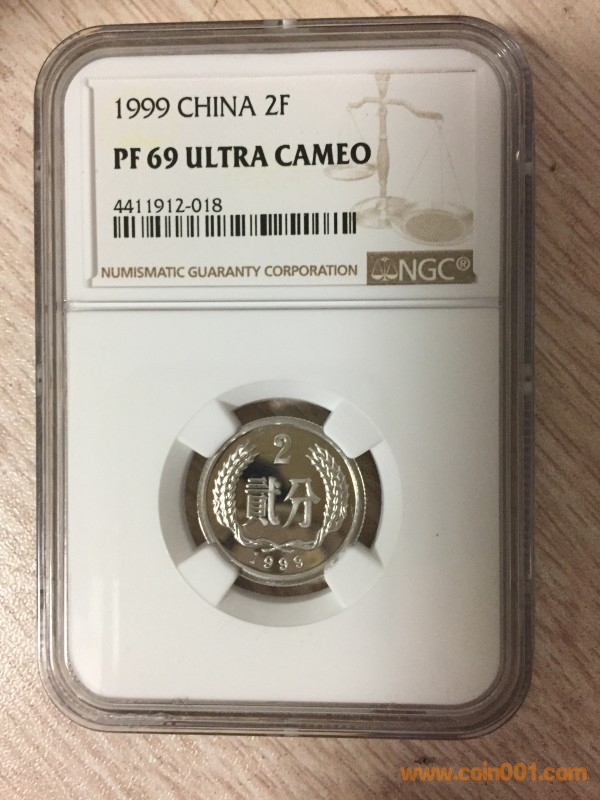 1999 CHINA 2F
PF 69 ULTRA CAMEO
4411912-018
NUMISMATIC GUARANTY CORPORATION
NGC®
2
貳分
1999
www.coin001.com